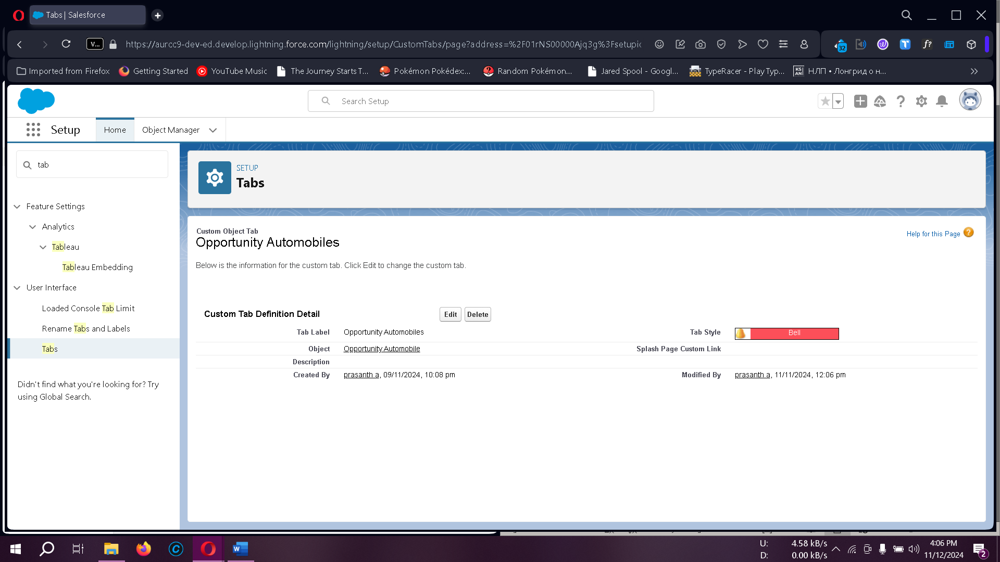 Tabs | Salesforce
V...
https://aurcc9-dev-ed.develop.lightning.force.com/lightning/setup/CustomTabs/page?address=%2F01rNS00000Ajq3g%3Fsetupid
32
f?
Imported from Firefox
Getting Started
YouTube Music
The Journey Starts T...
Pokémon Pokédex:...
Random Pokémon...
Jared Spool - Googl...
TypeRacer - Play Typ...
KS
ANI
НЛП • Лонгрид о н...
Search Setup
Setup
Home
Object Manager
tab
SETUP
Tabs
Feature Settings
Analytics
Tableau
Tableau Embedding
User Interface
Loaded Console Tab Limit
Rename Tabs and Labels
Tabs
Didn't find what you're looking for? Try
using Global Search.
Custom Object Tab
Opportunity Automobiles
Help for this Page
Below is the information for the custom tab. Click Edit to change the custom tab.
Custom Tab Definition Detail
Edit
Delete
Tab Label Opportunity Automobiles Tab Style Bell
Object Opportunity Automobile Splash Page Custom Link
Description
Created By prasanth a, 09/11/2024, 10:08 pm Modified By prasanth a, 11/11/2024, 12:06 pm
U: 4.58 kB/s
D: 0.00 kB/s
4:06 PM
11/12/2024
2